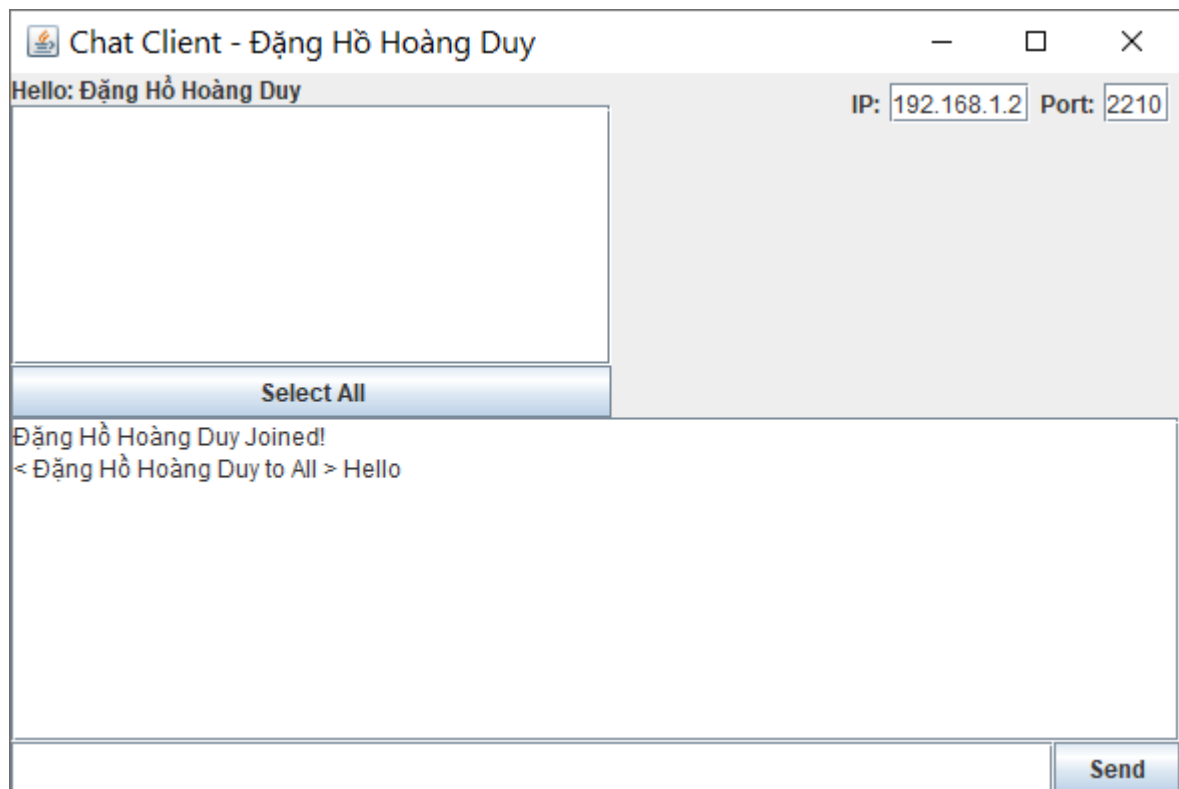 Chat Client - Đặng Hồ Hoàng Duy
Hello: Đặng Hồ Hoàng Duy
IP: 192.168.1.2 Port: 2210
Select All
Đặng Hồ Hoàng Duy Joined!
< Đặng Hồ Hoàng Duy to All > Hello
Send